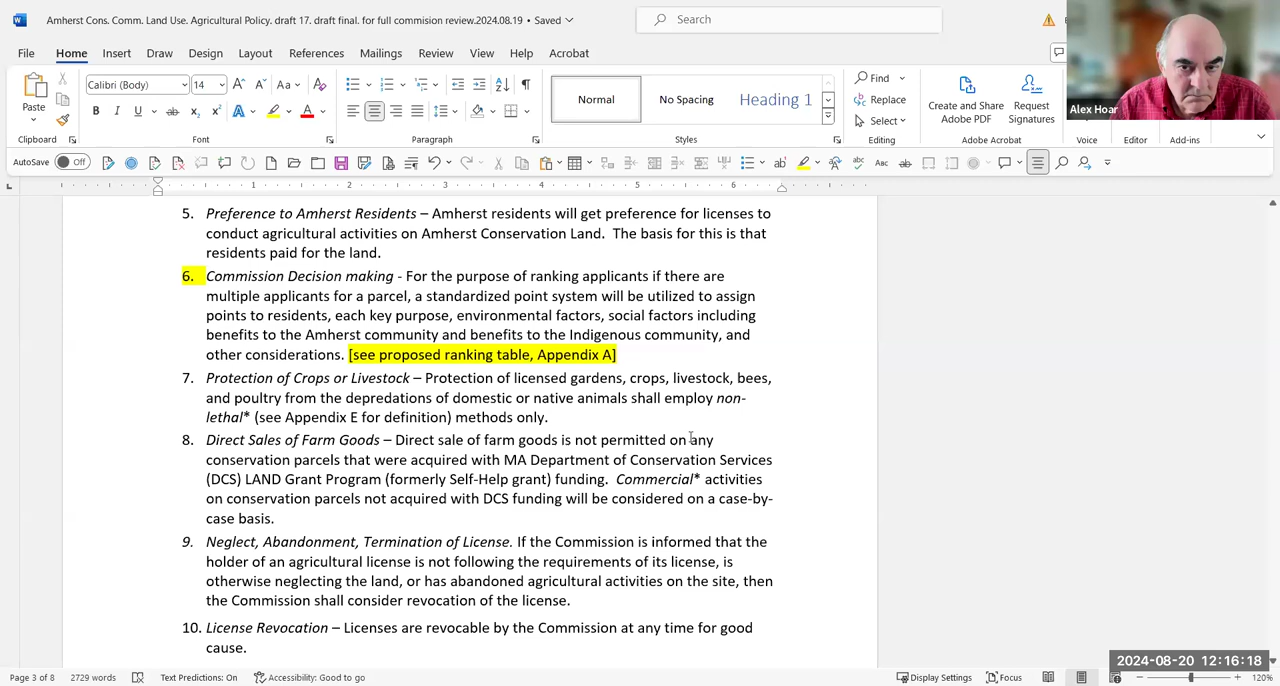 Amherst Cons. Comm. Land Use. Agricultural Policy. draft 17. draft final. for full commision review.2024.08.19 • Saved
Search
File Home Insert Draw Design Layout References Mailings Review View Help Acrobat
Alex Hoar
Paste
Calibri (Body) 14
Normal No Spacing Heading 1
Find
Replace
Select
Create and Share Adobe PDF
Request Signatures
Clipboard Font Paragraph Styles Editing Adobe Acrobat Voice Editor Add-ins
AutoSave Off
1 2 3 4 5 6
5. Preference to Amherst Residents – Amherst residents will get preference for licenses to
conduct agricultural activities on Amherst Conservation Land. The basis for this is that
residents paid for the land.
6. Commission Decision making - For the purpose of ranking applicants if there are
multiple applicants for a parcel, a standardized point system will be utilized to assign
points to residents, each key purpose, environmental factors, social factors including
benefits to the Amherst community and benefits to the Indigenous community, and
other considerations. [see proposed ranking table, Appendix A]
7. Protection of Crops or Livestock – Protection of licensed gardens, crops, livestock, bees,
and poultry from the depredations of domestic or native animals shall employ non-
lethal* (see Appendix E for definition) methods only.
8. Direct Sales of Farm Goods – Direct sale of farm goods is not permitted on any
conservation parcels that were acquired with MA Department of Conservation Services
(DCS) LAND Grant Program (formerly Self-Help grant) funding. Commercial* activities
on conservation parcels not acquired with DCS funding will be considered on a case-by-
case basis.
9. Neglect, Abandonment, Termination of License. If the Commission is informed that the
holder of an agricultural license is not following the requirements of its license, is
otherwise neglecting the land, or has abandoned agricultural activities on the site, then
the Commission shall consider revocation of the license.
10. License Revocation – Licenses are revocable by the Commission at any time for good
cause.
2024-08-20 12:16:18
Page 3 of 8 2729 words Text Predictions: On Accessibility: Good to go Display Settings Focus 120%